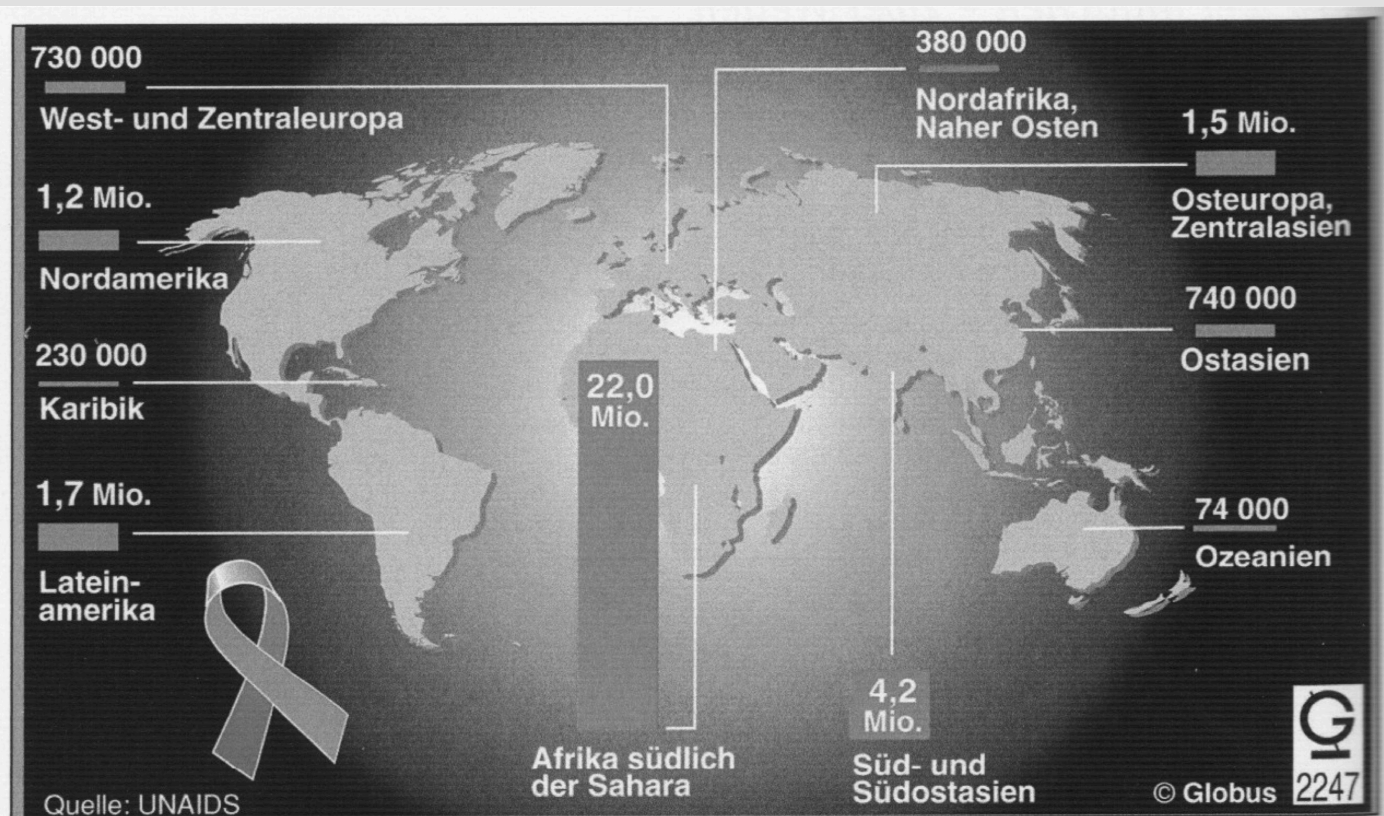 730 000
West- und Zentraleuropa
1,2 Mio.
Nordamerika
230 000
Karibik
1,7 Mio.
Latein-
amerika
Quelle: UNAIDS
22,0
Mio.
Afrika südlich
der Sahara
380 000
Nordafrika,
Naher Osten
1,5 Mio.
Osteuropa,
Zentralasien
740 000
Ostasien
74 000
Ozeanien
4,2
Mio.
Süd- und
Südostasien
© Globus
G
2247